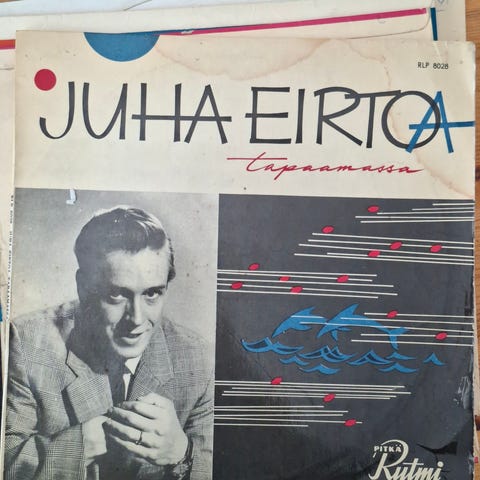 RLP 8028
JUHA EIRTOA
tapaamassa
PITKÄ
Rytmi